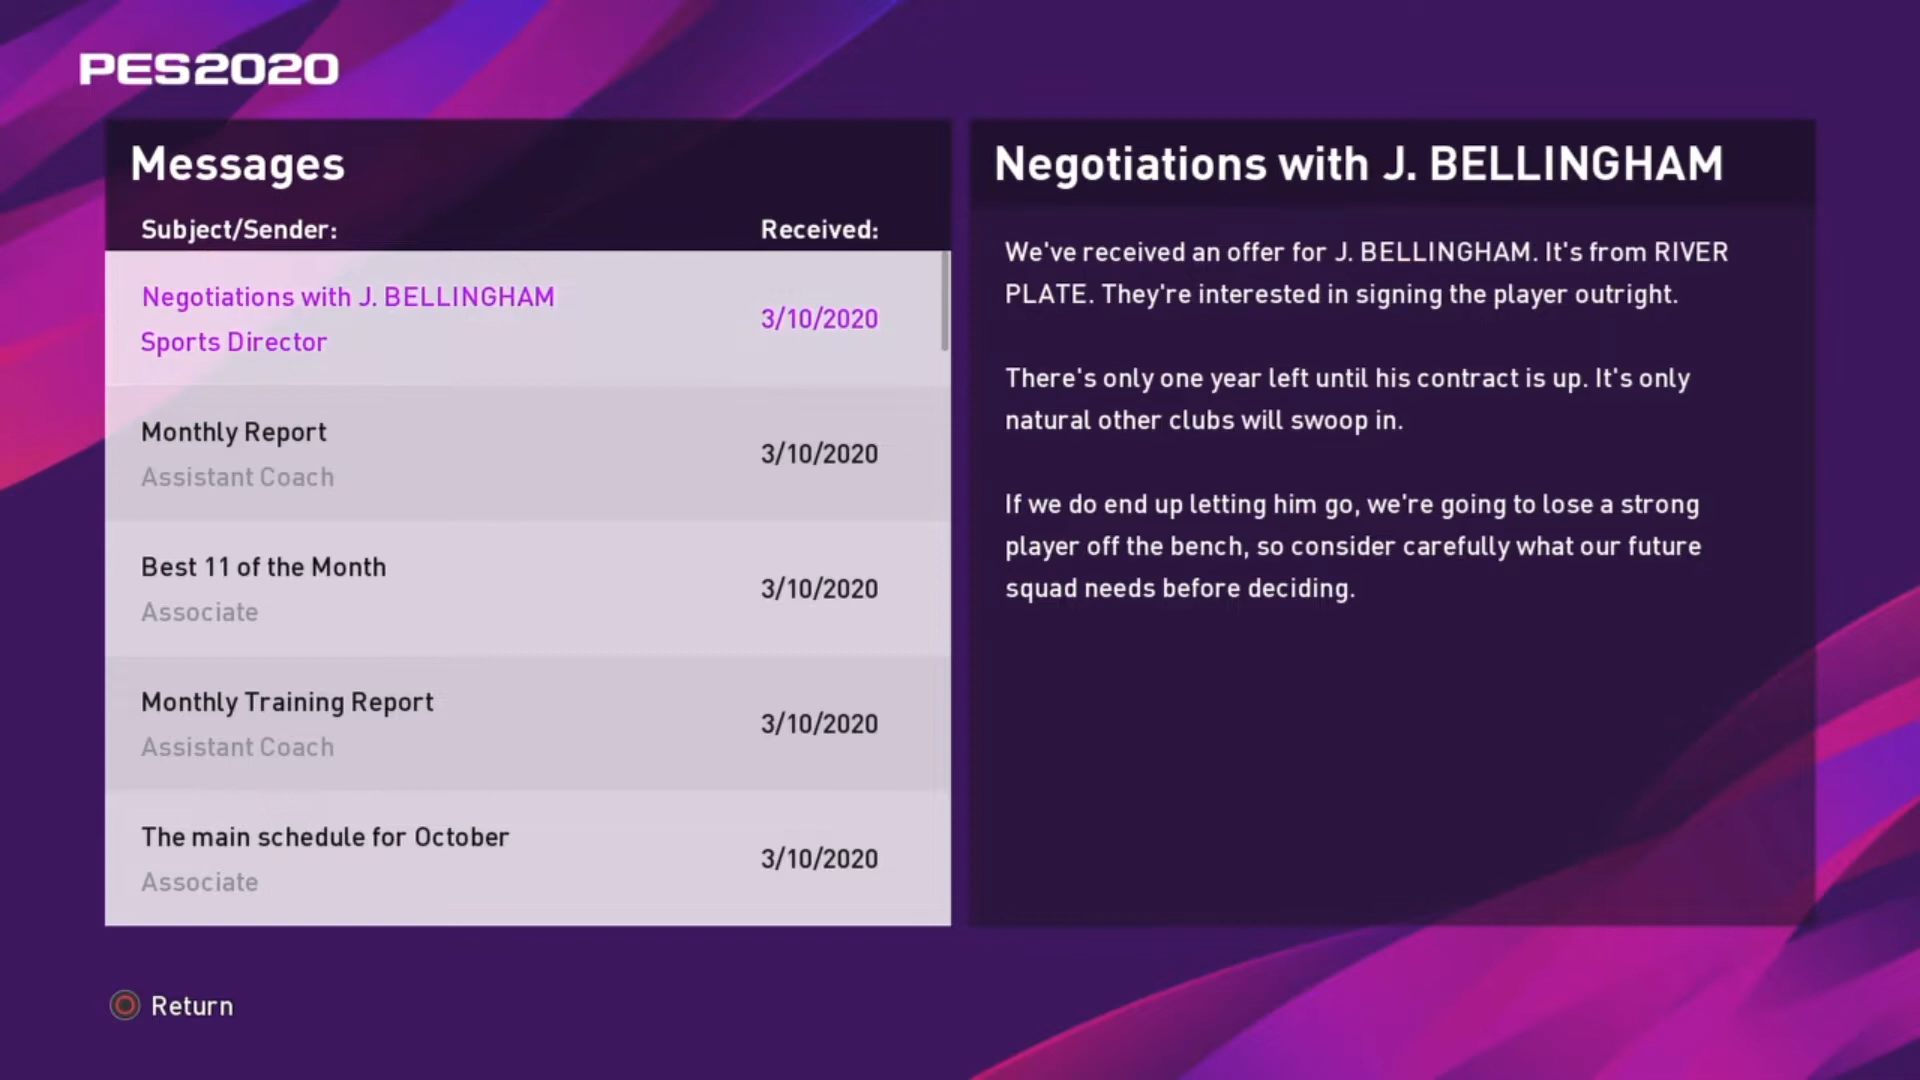 PES2020
Messages
Subject/Sender:
Received:
Negotiations with J. BELLINGHAM
Sports Director
3/10/2020
Monthly Report
Assistant Coach
3/10/2020
Best 11 of the Month
Associate
3/10/2020
Monthly Training Report
Assistant Coach
3/10/2020
The main schedule for October
Associate
3/10/2020
Negotiations with J. BELLINGHAM
We've received an offer for J. BELLINGHAM. It's from RIVER
PLATE. They're interested in signing the player outright.
There's only one year left until his contract is up. It's only
natural other clubs will swoop in.
If we do end up letting him go, we're going to lose a strong
player off the bench, so consider carefully what our future
squad needs before deciding.
Return